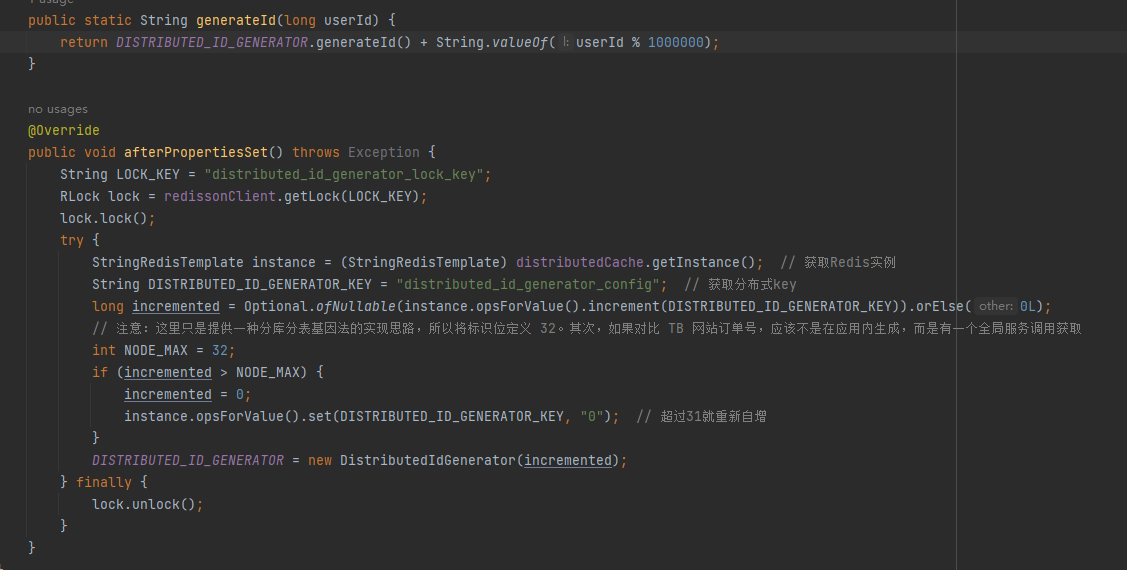 1 usage
public static String generateId(long userId) {
return DISTRIBUTED_ID_GENERATOR.generateId() + String.valueOf( l: userId % 1000000);
}
no usages
@Override
public void afterPropertiesSet() throws Exception {
String LOCK_KEY = "distributed_id_generator_lock_key";
RLock lock = redissonClient.getLock(LOCK_KEY);
lock.lock();
try {
StringRedisTemplate instance = (StringRedisTemplate) distributedCache.getInstance();  // 获取Redis实例
String DISTRIBUTED_ID_GENERATOR_KEY = "distributed_id_generator_config";  // 获取分布式key
long incremented = Optional.ofNullable(instance.opsForValue().increment(DISTRIBUTED_ID_GENERATOR_KEY)).orElse( other: 0L);
// 注意：这里只是提供一种分库分表基因法的实现思路，所以将标识位定义 32。其次，如果对比 TB 网站订单号，应该不是在应用内生成，而是有一个全局服务调用获取
int NODE_MAX = 32;
if (incremented > NODE_MAX) {
incremented = 0;
instance.opsForValue().set(DISTRIBUTED_ID_GENERATOR_KEY, "0");  // 超过31就重新自增
}
DISTRIBUTED_ID_GENERATOR = new DistributedIdGenerator(incremented);
} finally {
lock.unlock();
}
}